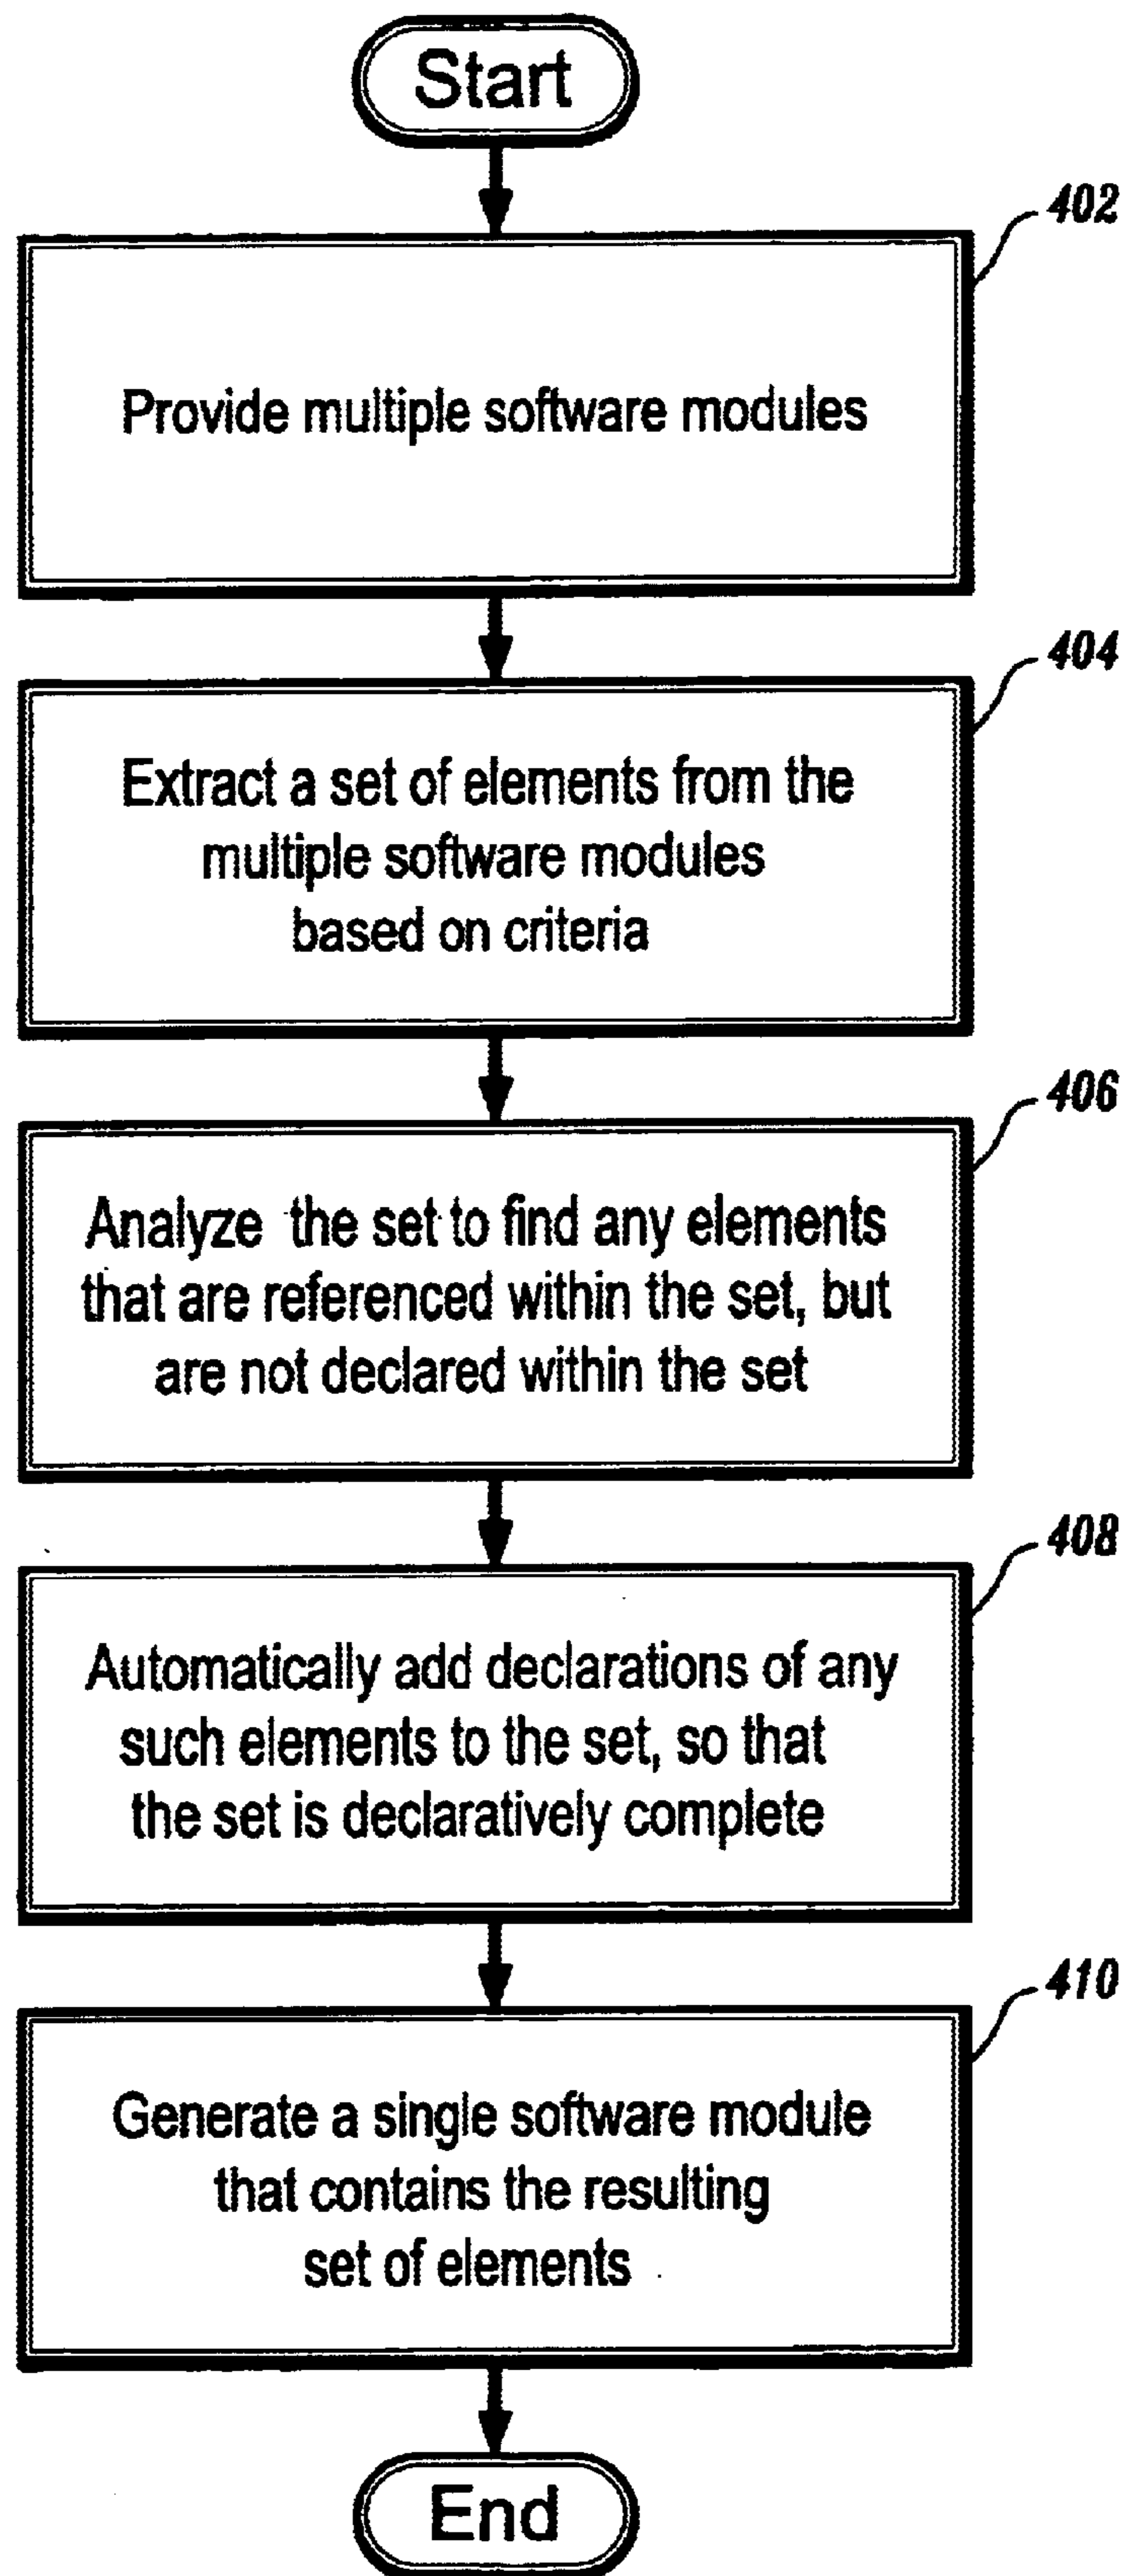 Start
402
Provide multiple software modules
404
Extract a set of elements from the
multiple software modules
based on criteria
406
Analyze the set to find any elements
that are referenced within the set, but
are not declared within the set
408
Automatically add declarations of any
such elements to the set, so that
the set is declaratively complete
410
Generate a single software module
that contains the resulting
set of elements
End